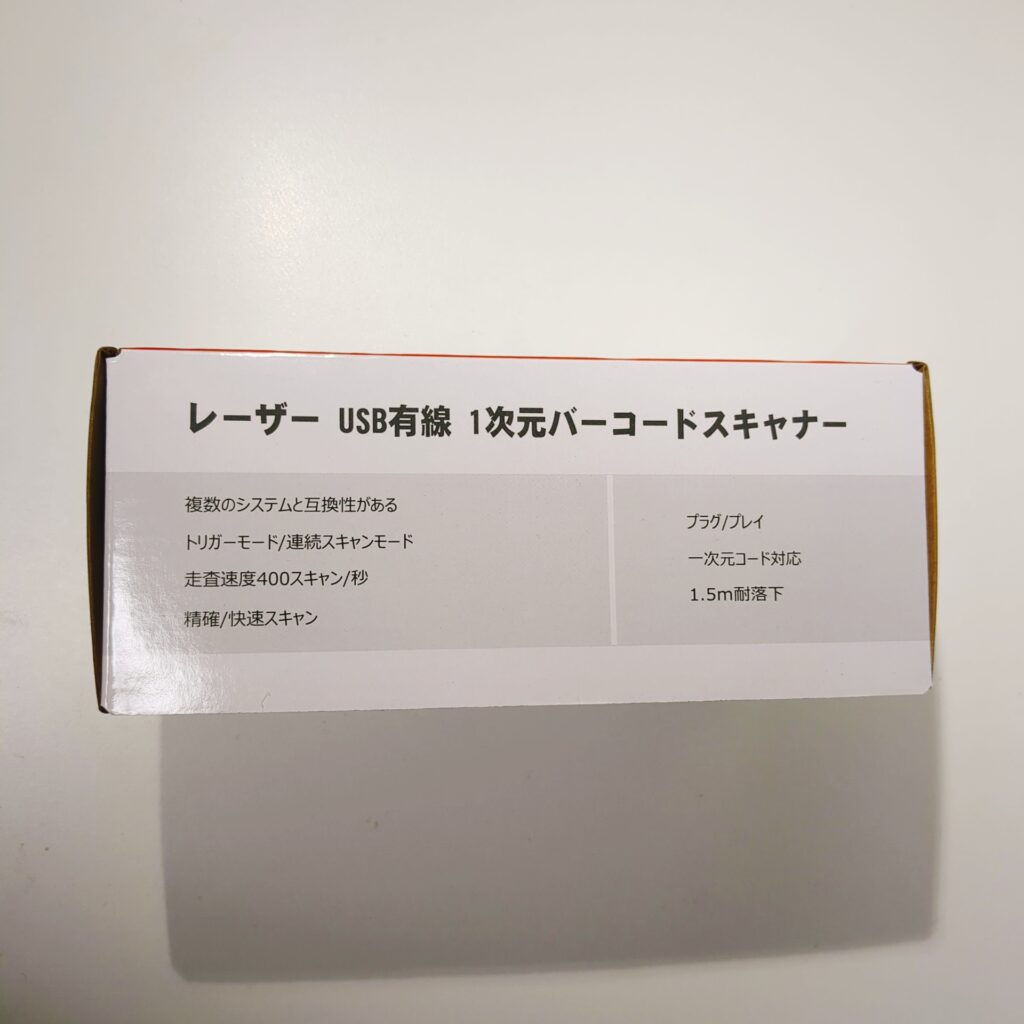 レーザー USB有線 1次元バーコードスキャナー
複数のシステムと互換性がある
トリガーモード/連続スキャンモード
走査速度400スキャン/秒
精確/快速スキャン
プラグ/プレイ
一次元コード対応
1.5m耐落下